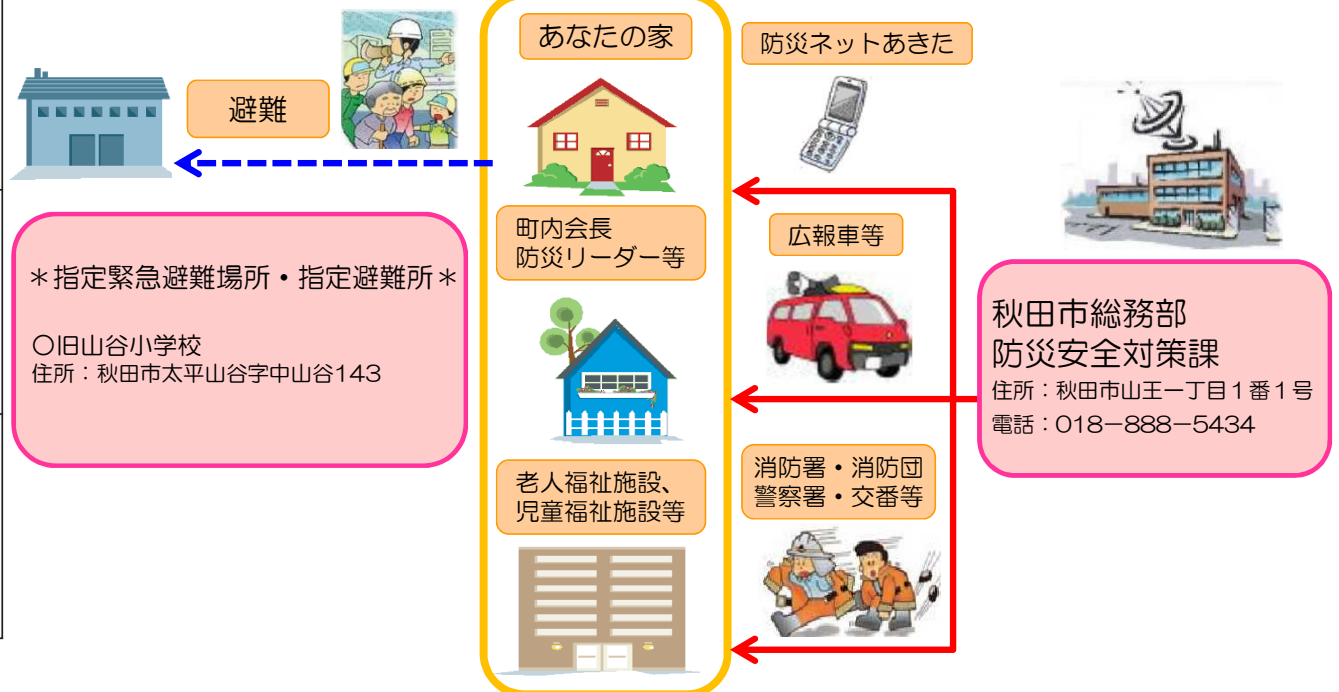 避難
＊指定緊急避難場所・指定避難所＊
〇旧山谷小学校
住所：秋田市太平山谷字中山谷143
あなたの家
町内会長
防災リーダー等
老人福祉施設、
児童福祉施設等
防災ネットあきた
広報車等
消防署・消防団
警察署・交番等
秋田市総務部
防災安全対策課
住所：秋田市山王一丁目１番１号
電話：018－888－5434